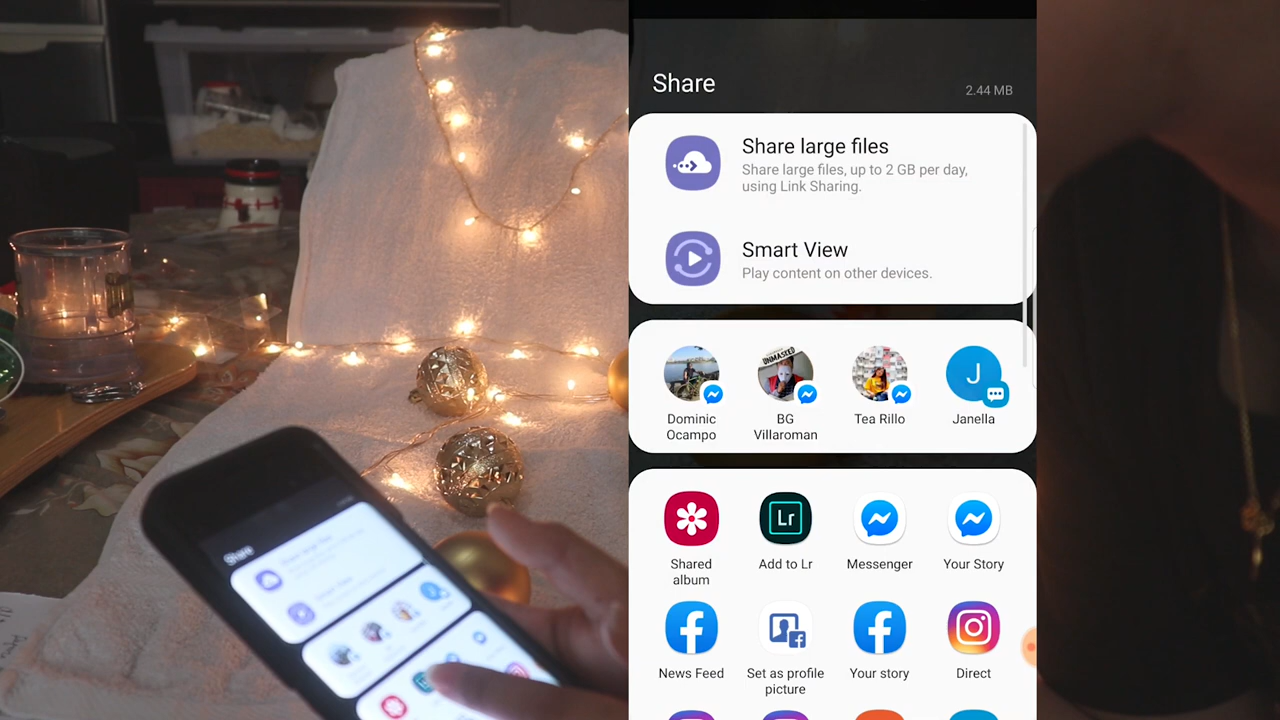 Share
2.44 MB
Share large files
Share large files, up to 2 GB per day,
using Link Sharing.
Smart View
Play content on other devices.
UNMASKED
J
Dominic
Ocampo
BG
Villaroman
Tea Rillo
Janella
Lr
Shared
album
Add to Lr
Messenger
Your Story
News Feed
Set as profile
picture
Your story
Direct
Share